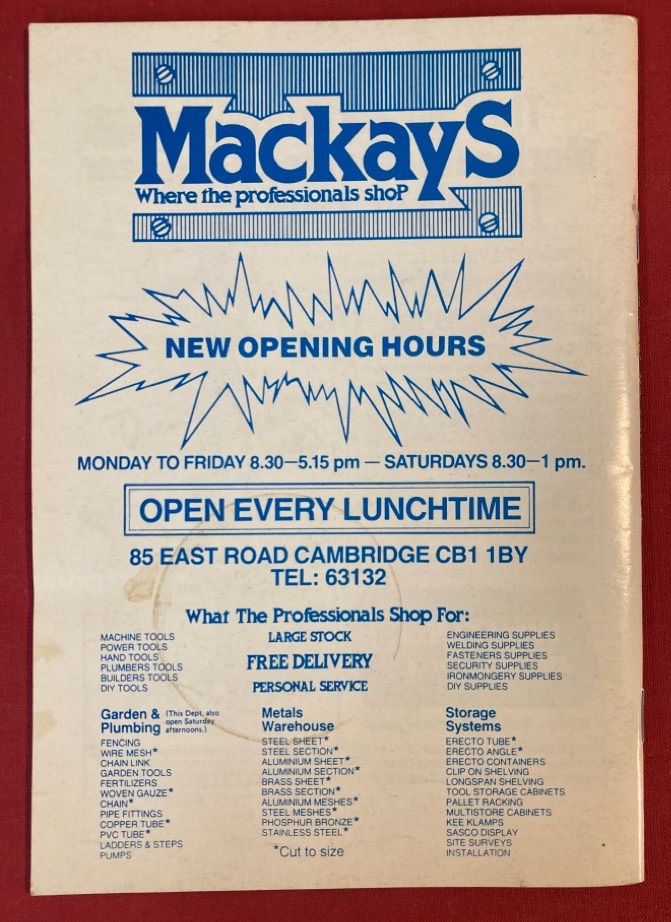 MackayS
Where the professionals shoP
NEW OPENING HOURS
MONDAY TO FRIDAY 8.30—5.15 pm — SATURDAYS 8.30—1 pm.
OPEN EVERY LUNCHTIME
85 EAST ROAD CAMBRIDGE CB1 1BY
TEL: 63132
What The Professionals Shop For:
MACHINE TOOLS
POWER TOOLS
HAND TOOLS
PLUMBERS TOOLS
BUILDERS TOOLS
DIY TOOLS
LARGE STOCK
FREE DELIVERY
PERSONAL SERVICE
ENGINEERING SUPPLIES
WELDING SUPPLIES
FASTENERS SUPPLIES
SECURITY SUPPLIES
IRONMONGERY SUPPLIES
DIY SUPPLIES
Garden &
Plumbing
(This Dept, also
open Saturday
afternoons.)
FENCING
WIRE MESH*
CHAIN LINK
GARDEN TOOLS
FERTILIZERS
WOVEN GAUZE*
CHAIN*
PIPE FITTINGS
COPPER TUBE*
PVC TUBE*
LADDERS & STEPS
PUMPS
Metals
Warehouse
STEEL SHEET*
STEEL SECTION*
ALUMINIUM SHEET*
ALUMINIUM SECTION*
BRASS SHEET*
BRASS SECTION*
ALUMINIUM MESHES*
STEEL MESHES*
PHOSPHUR BRONZE*
STAINLESS STEEL*
*Cut to size
Storage
Systems
ERECTO TUBE*
ERECTO ANGLE*
ERECTO CONTAINERS
CLIP ON SHELVING
LONGSPAN SHELVING
TOOL STORAGE CABINETS
PALLET RACKING
MULTISTORE CABINETS
KEE KLAMPS
SASCO DISPLAY
SITE SURVEYS
INSTALLATION